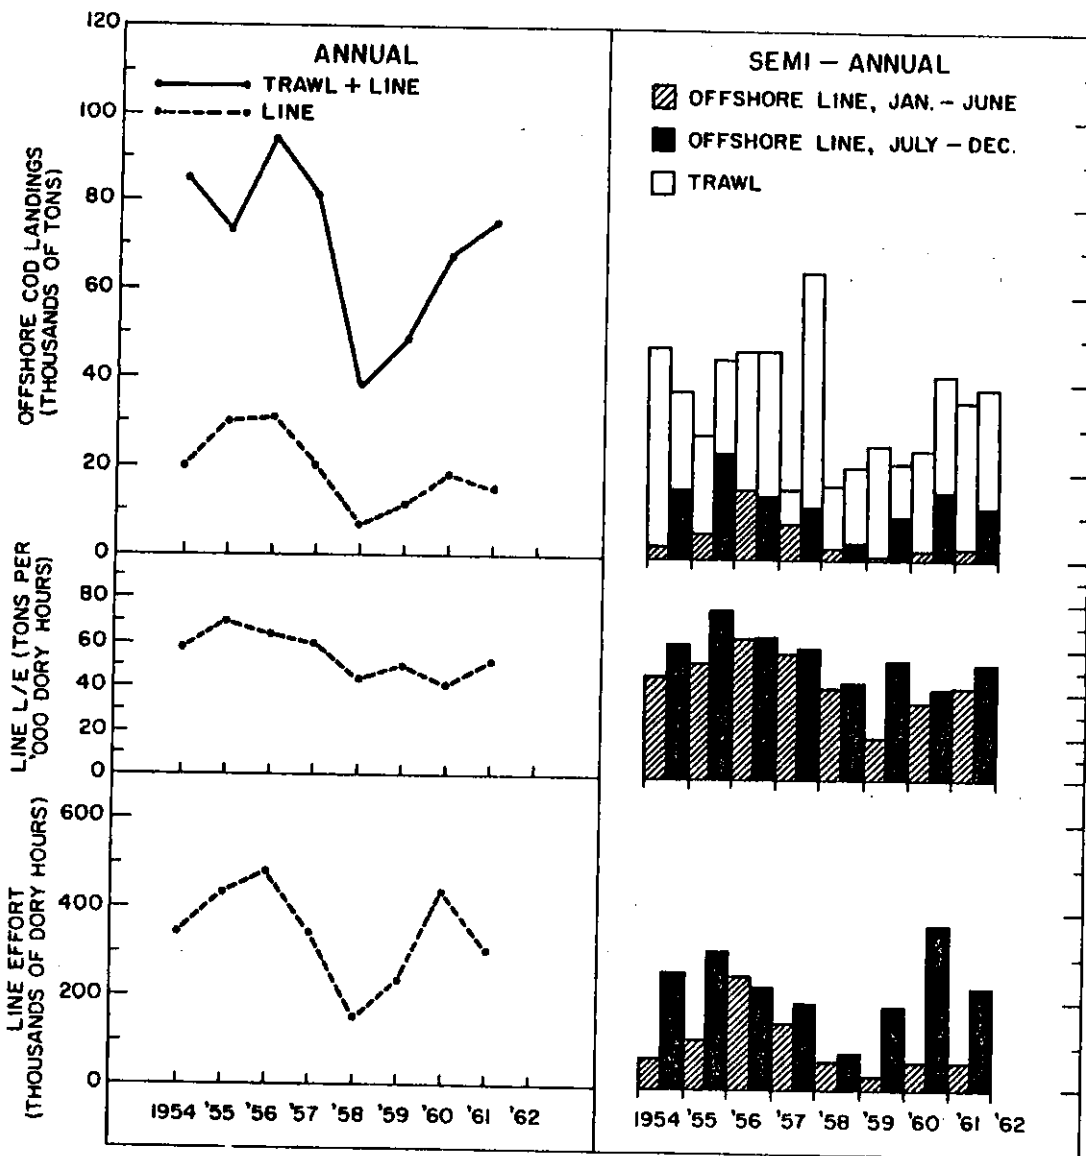 ANNUAL
TRAWL + LINE
LINE
SEMI – ANNUAL
OFFSHORE LINE, JAN. – JUNE
OFFSHORE LINE, JULY – DEC.
TRAWL
OFFSHORE COD LANDINGS
(THOUSANDS OF TONS)
120
100
80
60
40
20
0
LINE L/E (TONS PER
'000 DORY HOURS)
80
60
40
20
0
LINE EFFORT
(THOUSANDS OF DORY HOURS)
600
400
200
0
1954 '55 '56 '57 '58 '59 '60 '61 '62
1954 '55 '56 '57 '58 '59 '60 '61 '62